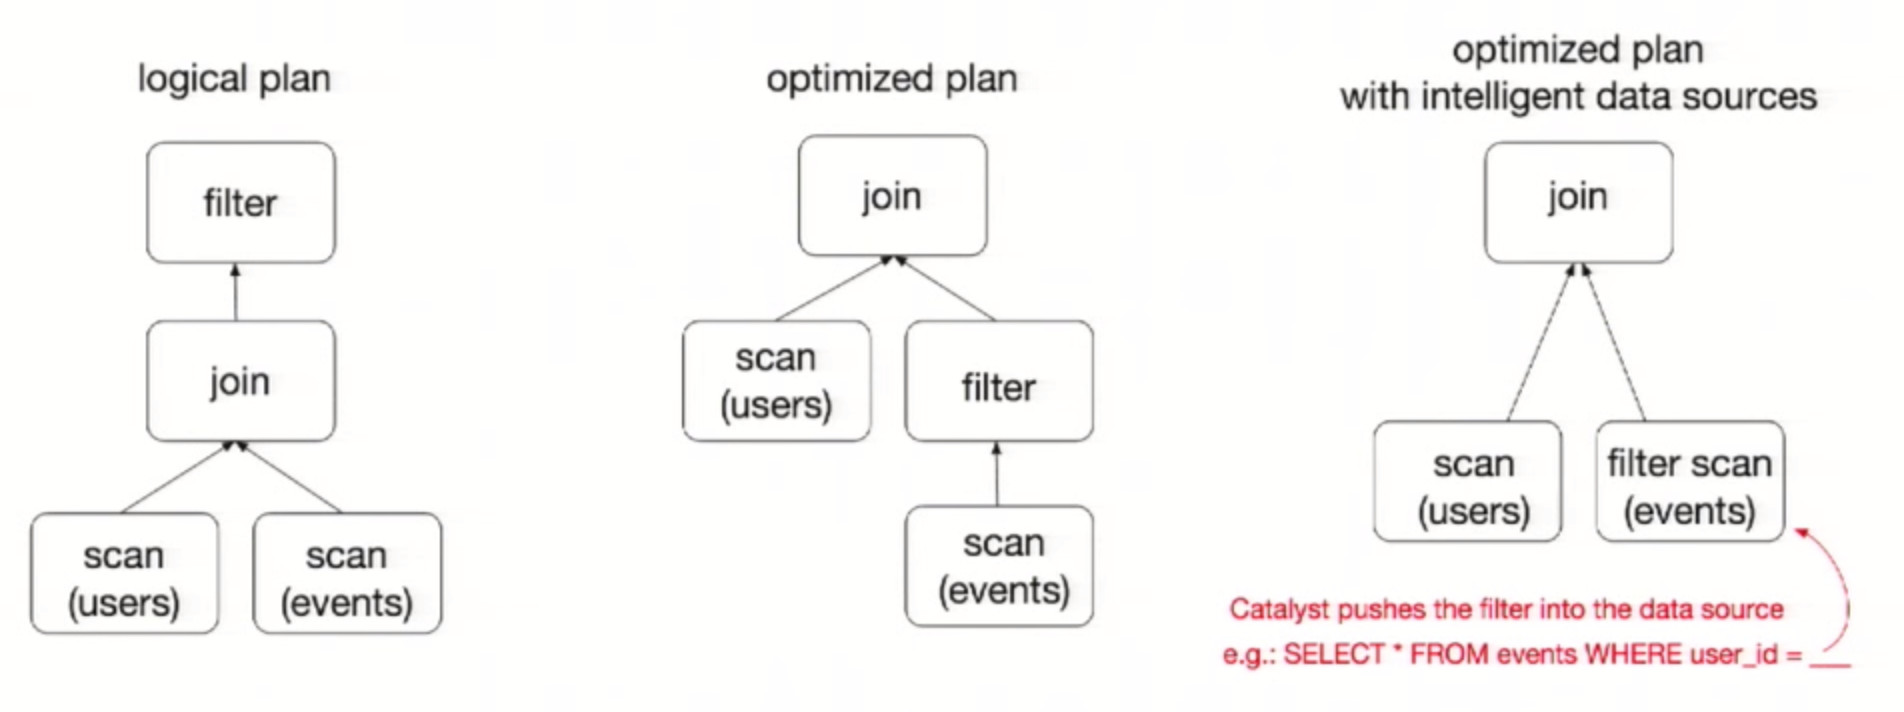 logical plan
filter
join
scan
(users)
scan
(events)
optimized plan
join
scan
(users)
filter
scan
(events)
optimized plan
with intelligent data sources
join
scan
(users)
filter scan
(events)
Catalyst pushes the filter into the data source
e.g.: SELECT * FROM events WHERE user_id = ___